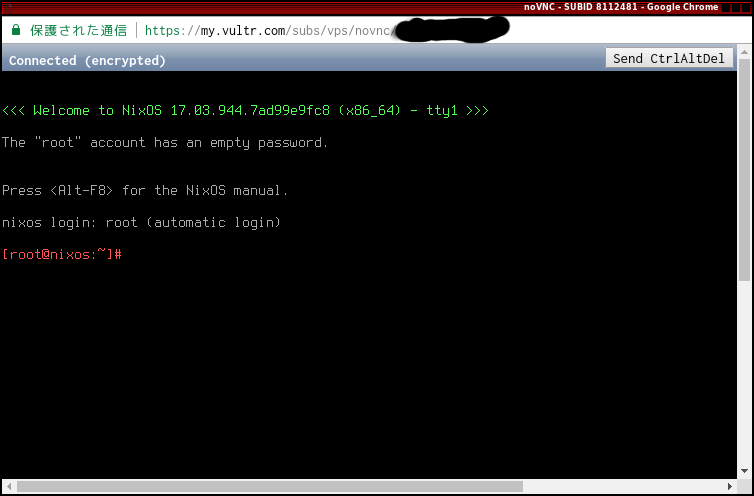 noVNC - SUBID 8112481 - Google Chrome
保護された通信 https://my.vultr.com/subs/vps/novnc/
Connected (encrypted) Send CtrlAltDel
<<< Welcome to NixOS 17.03.944.7ad99e9fc8 (x86_64) - tty1 >>>
The "root" account has an empty password.
Press <Alt-F8> for the NixOS manual.
nixos login: root (automatic login)
[root@nixos:~]#